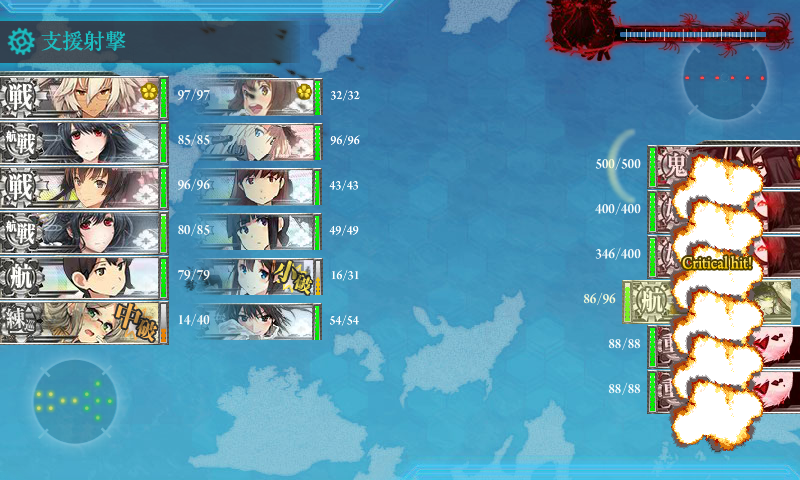 支援射撃
戦 97/97
航戦 85/85
戦 96/96
航戦 80/85
航 79/79
練 中破 14/40
32/32
96/96
43/43
49/49
小破 16/31
54/54
鬼 500/500
400/400
346/400
Critical hit!
航 86/96
88/88
88/88